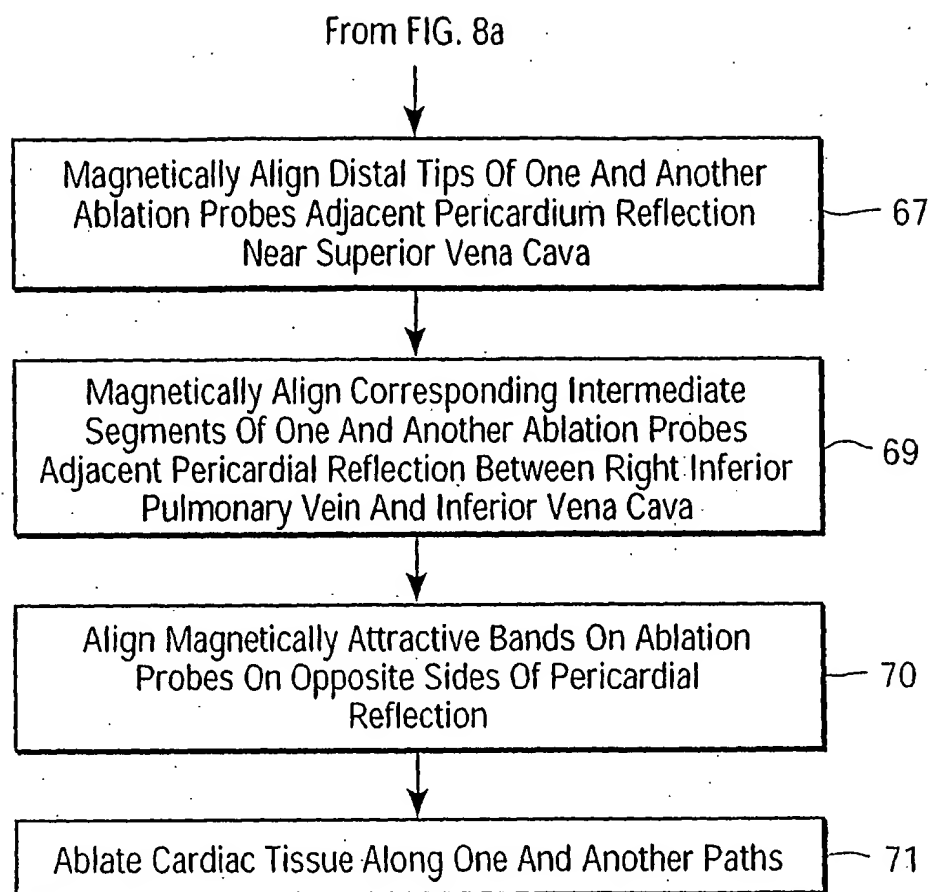 From FIG. 8a
Magnetically Align Distal Tips Of One And Another
Ablation Probes Adjacent Pericardium Reflection
Near Superior Vena Cava
67
Magnetically Align Corresponding Intermediate
Segments Of One And Another Ablation Probes
Adjacent Pericardial Reflection Between Right Inferior
Pulmonary Vein And Inferior Vena Cava
69
Align Magnetically Attractive Bands On Ablation
Probes On Opposite Sides Of Pericardial
Reflection
70
Ablate Cardiac Tissue Along One And Another Paths
71